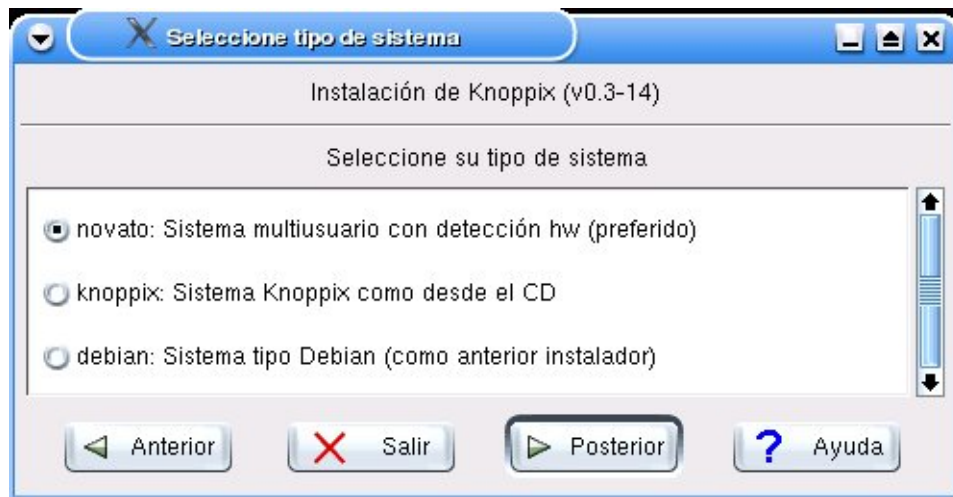 Seleccione tipo de sistema
Instalación de Knoppix (v0.3-14)
Seleccione su tipo de sistema
novato: Sistema multiusuario con detección hw (preferido)
knoppix: Sistema Knoppix como desde el CD
debian: Sistema tipo Debian (como anterior instalador)
Anterior Salir Posterior ? Ayuda